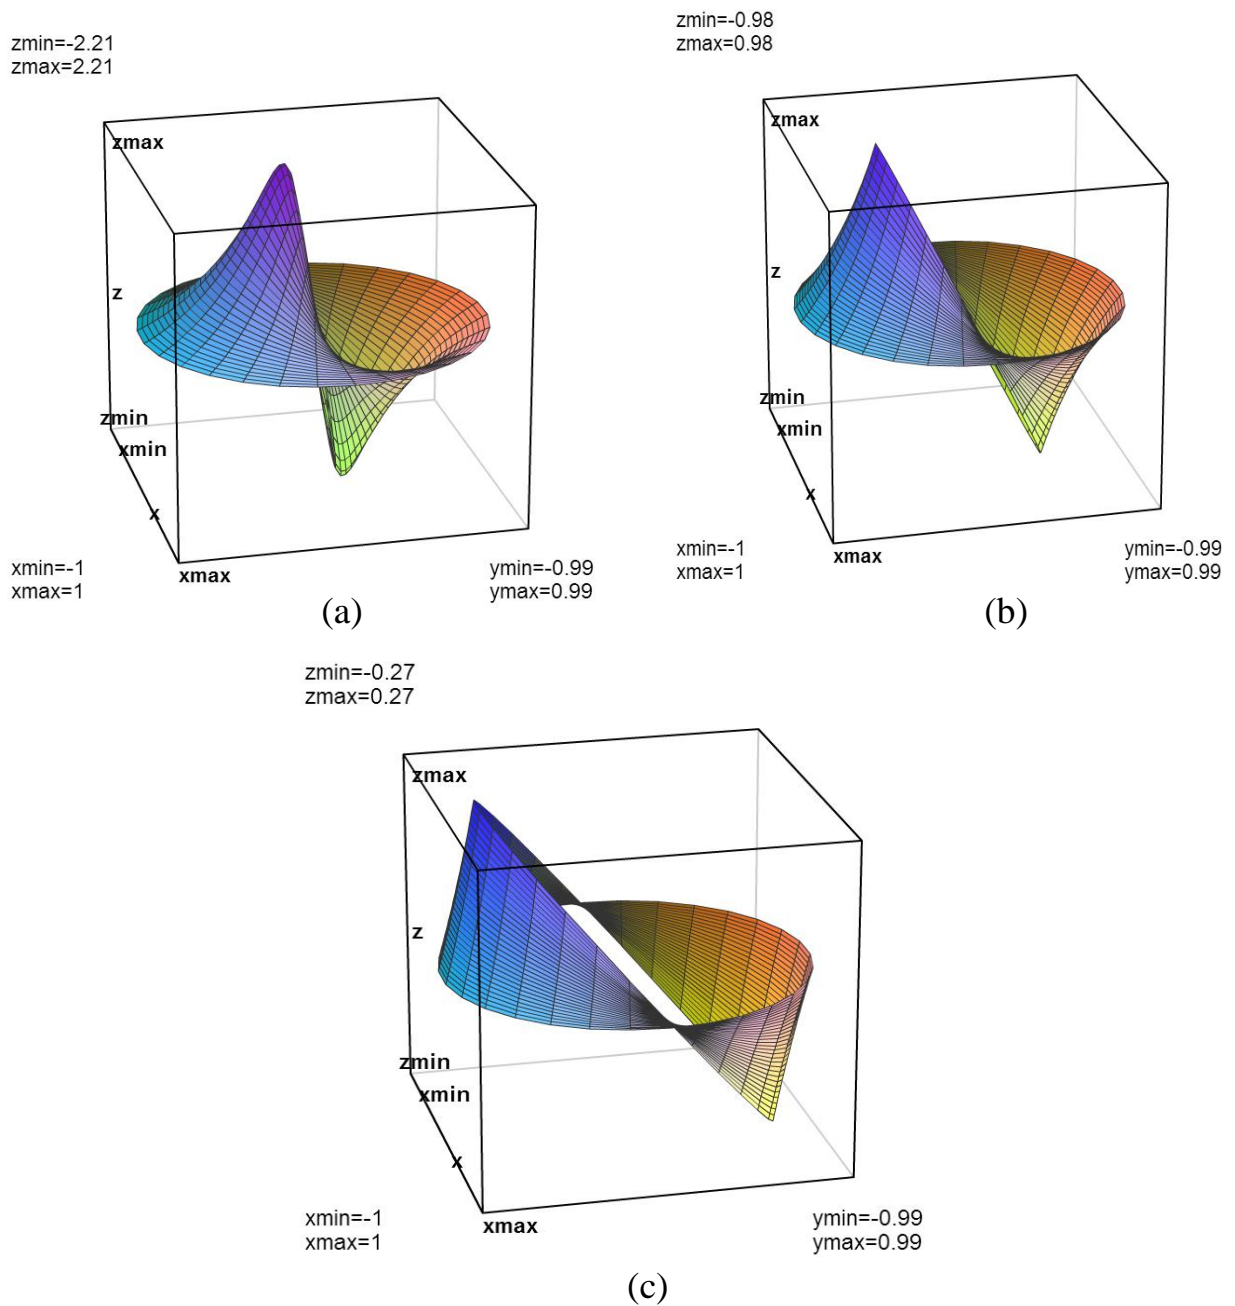 zmin=-2.21
zmax=2.21
zmax
z
zmin
xmin
x
xmin=-1
xmax=1
xmax
ymin=-0.99
ymax=0.99
(a)
zmin=-0.98
zmax=0.98
zmax
z
zmin
xmin
x
xmin=-1
xmax=1
xmax
ymin=-0.99
ymax=0.99
(b)
zmin=-0.27
zmax=0.27
zmax
z
zmin
xmin
x
xmin=-1
xmax=1
xmax
ymin=-0.99
ymax=0.99
(c)